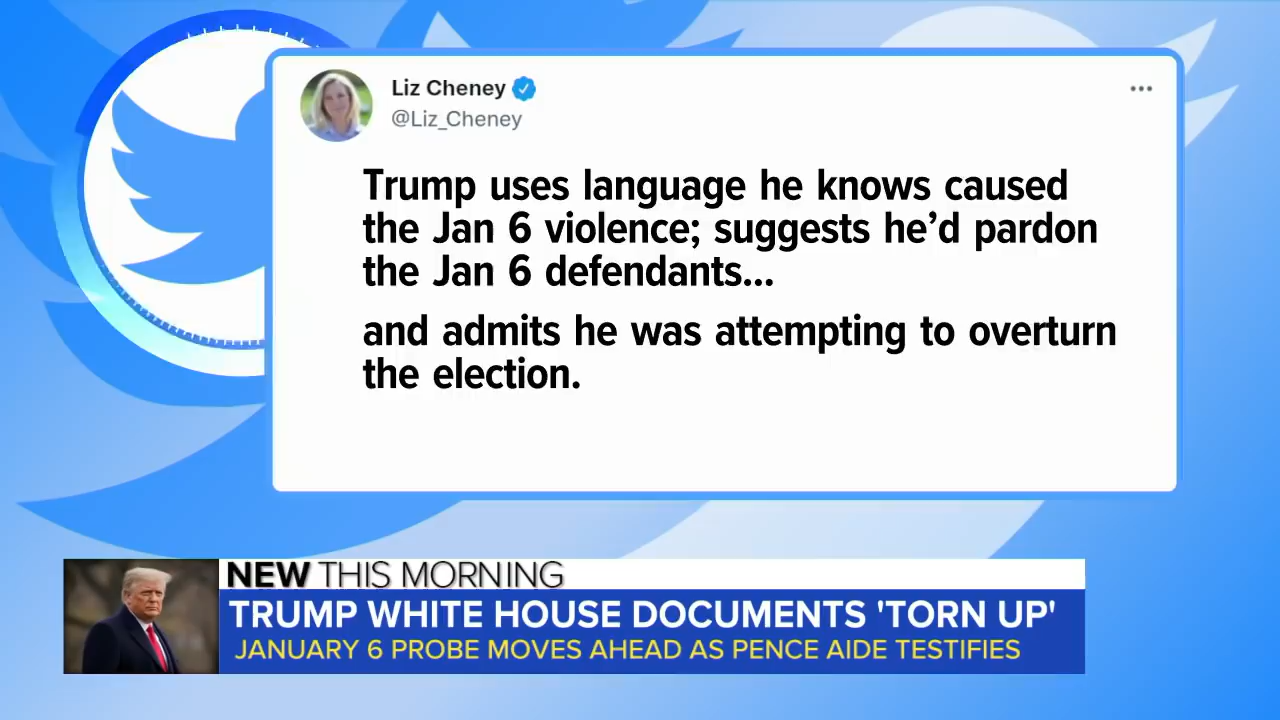 Liz Cheney
@Liz_Cheney
Trump uses language he knows caused
the Jan 6 violence; suggests he’d pardon
the Jan 6 defendants...
and admits he was attempting to overturn
the election.
NEW THIS MORNING
TRUMP WHITE HOUSE DOCUMENTS 'TORN UP'
JANUARY 6 PROBE MOVES AHEAD AS PENCE AIDE TESTIFIES